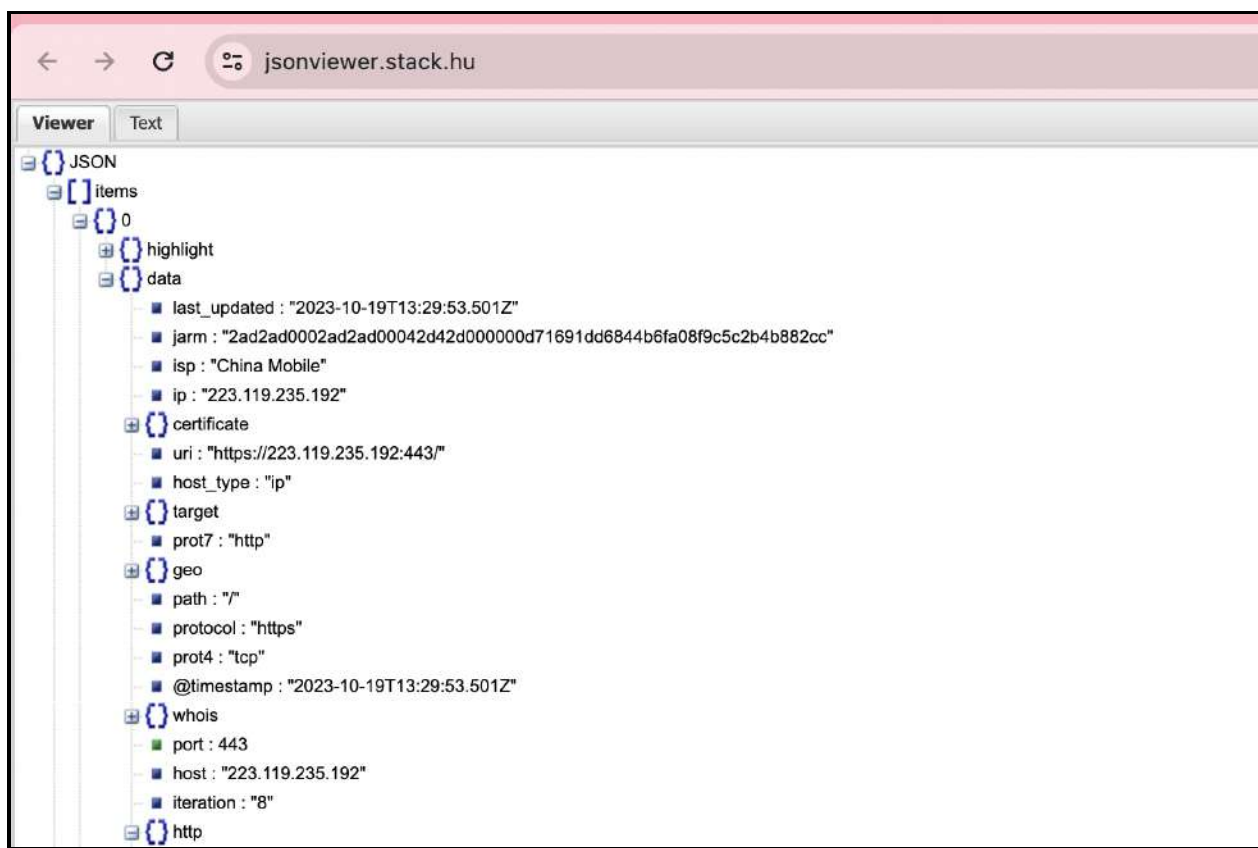 jsonviewer.stack.hu
Viewer Text
{} JSON
[] items
{} 0
{} highlight
{} data
last_updated : "2023-10-19T13:29:53.501Z"
jarm : "2ad2ad0002ad2ad00042d42d000000d71691dd6844b6fa08f9c5c2b4b882cc"
isp : "China Mobile"
ip : "223.119.235.192"
{} certificate
uri : "https://223.119.235.192:443/"
host_type : "ip"
{} target
prot7 : "http"
{} geo
path : "/"
protocol : "https"
prot4 : "tcp"
@timestamp : "2023-10-19T13:29:53.501Z"
{} whois
port : 443
host : "223.119.235.192"
iteration : "8"
{} http